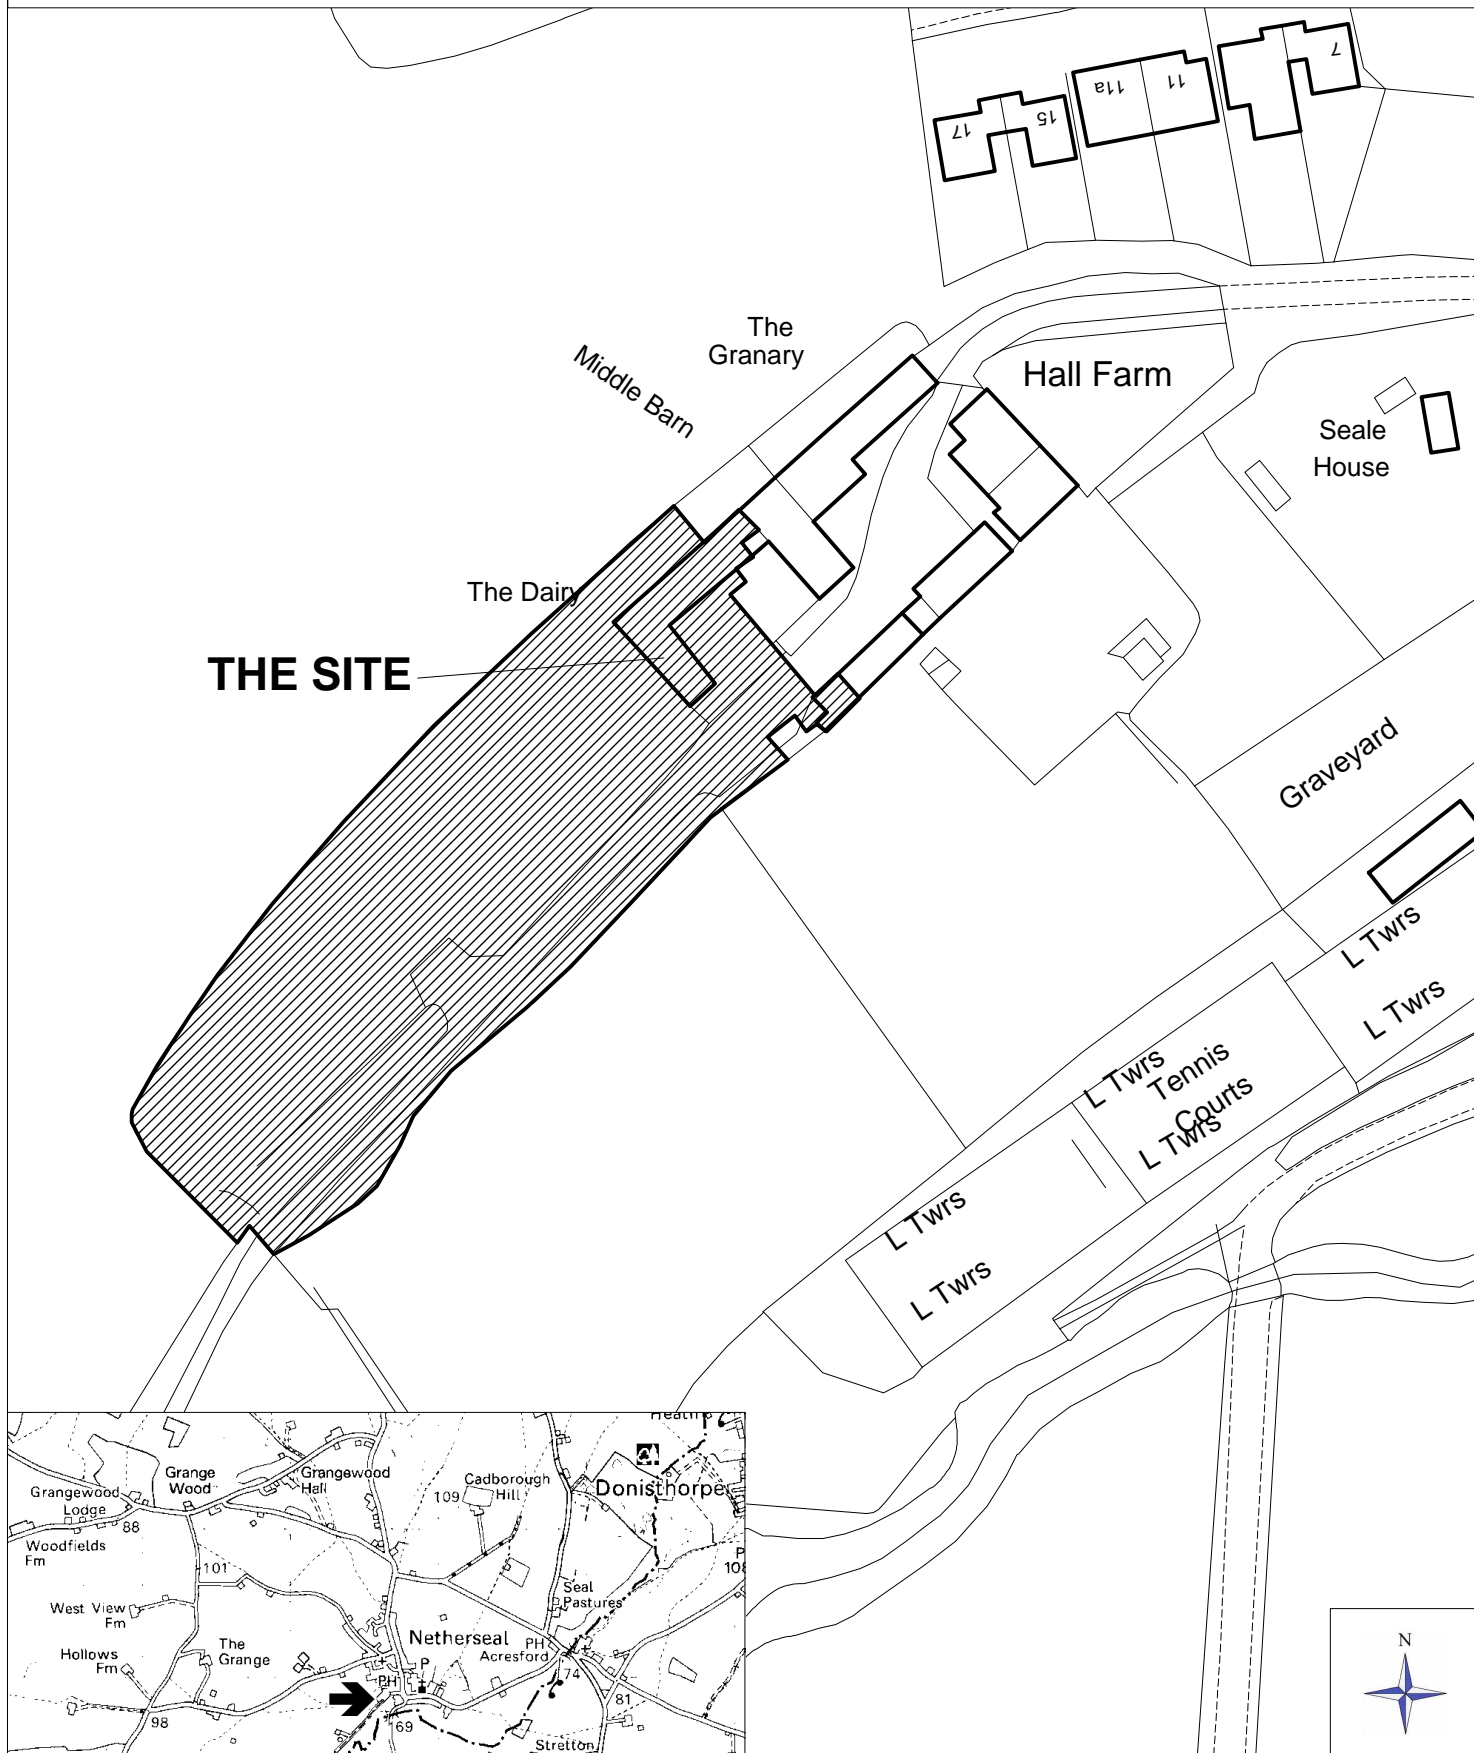 17
15
11a
11
7
The
Granary
Middle Barn
Hall Farm
Seale
House
The Dairy
THE SITE
Graveyard
L Twrs
L Twrs
L Twrs
Tennis
Courts
L Twrs
L Twrs
L Twrs
Heath
Grange
Wood
Grangewood
Hall
Grangewood
Lodge
Cadborough
Hill
109
Donisthorpe
88
Woodfields
Fm
101
108
West View
Fm
Seal
Pastures
Hollows
Fm
The
Grange
Netherseal
PH
Acresford
P
PH
74
81
98
69
Stretton
N